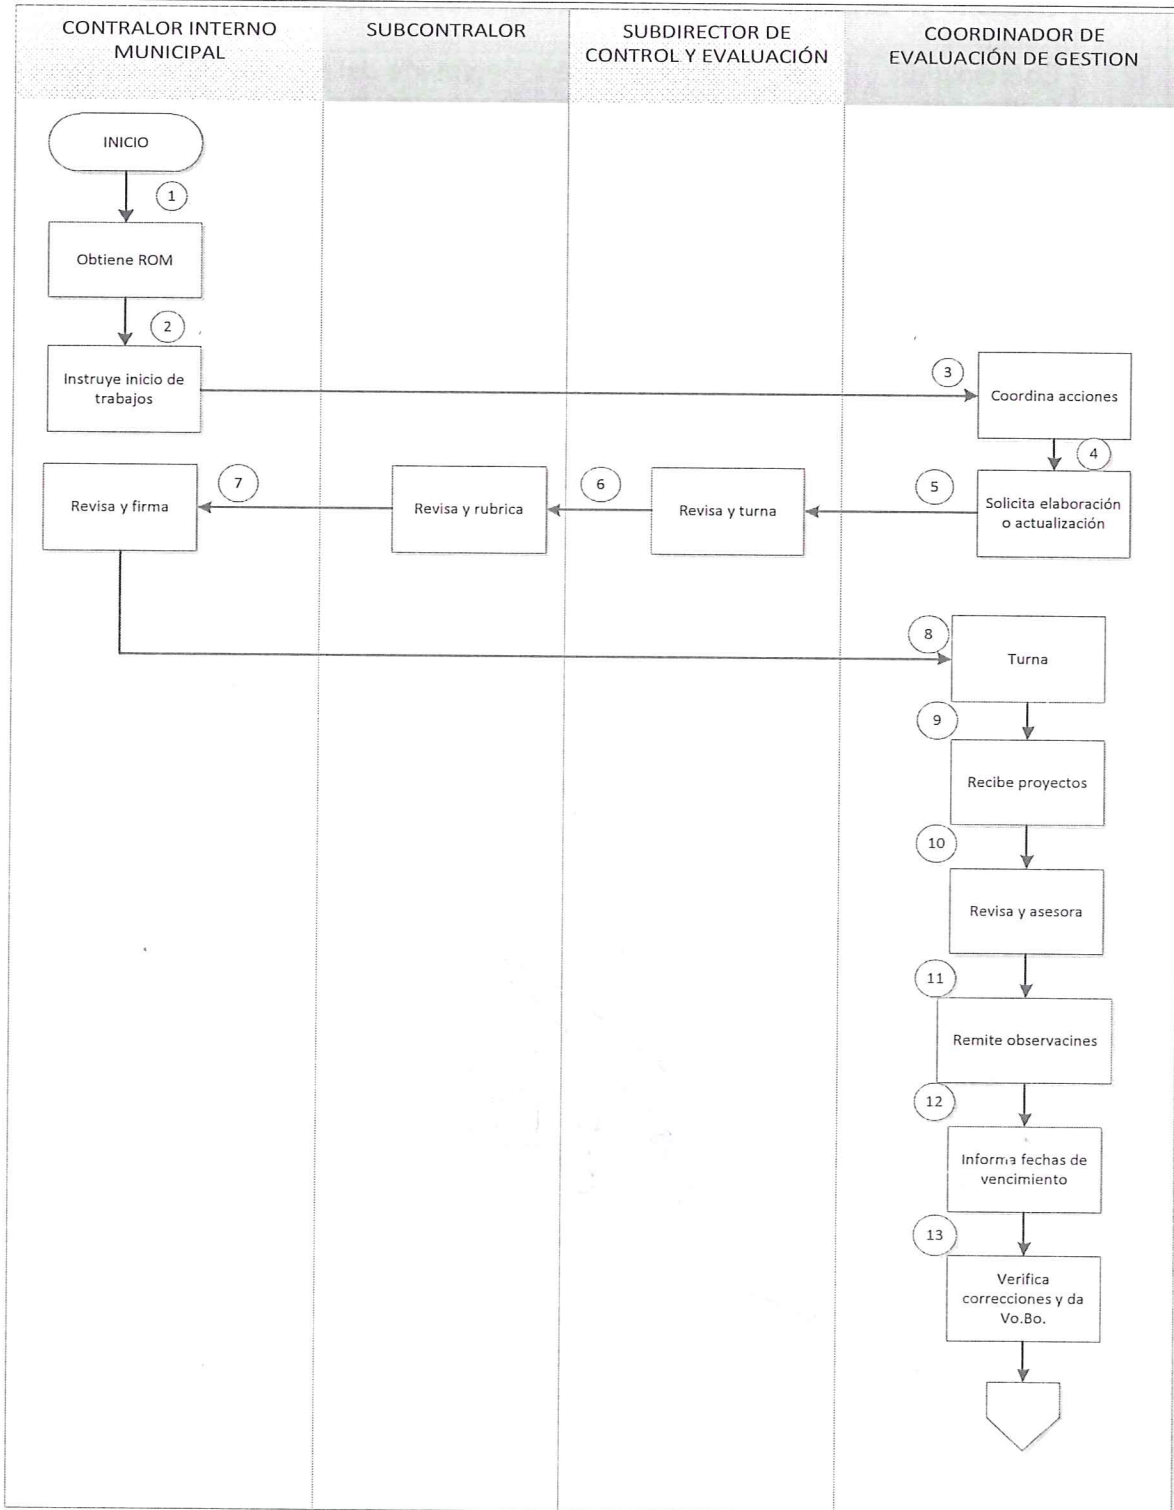 CONTRALOR INTERNO
MUNICIPAL
SUBCONTRALOR
SUBDIRECTOR DE
CONTROL Y EVALUACIÓN
COORDINADOR DE
EVALUACIÓN DE GESTION
INICIO
1
Obtiene ROM
2
Instruye inicio de
trabajos
3
Coordina acciones
4
Revisa y firma
7
Revisa y rubrica
6
Revisa y turna
5
Solicita elaboración
o actualización
8
Turna
9
Recibe proyectos
10
Revisa y asesora
11
Remite observacines
12
Informa fechas de
vencimiento
13
Verifica
correcciones y da
Vo.Bo.